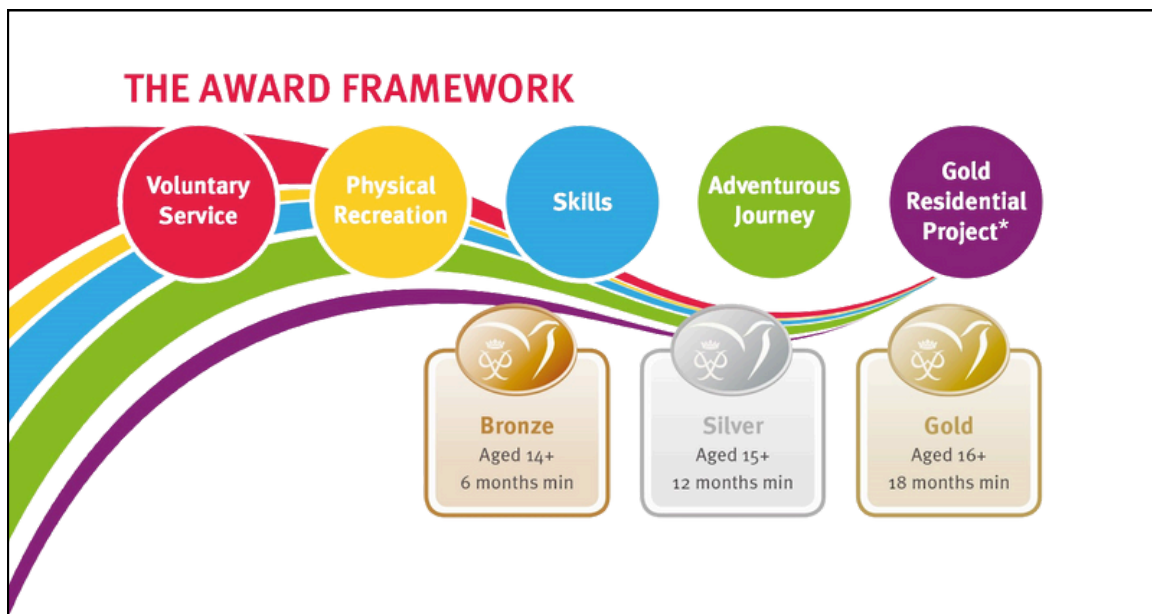 THE AWARD FRAMEWORK
Voluntary
Service
Physical
Recreation
Skills
Adventurous
Journey
Gold
Residential
Project*
Bronze
Aged 14+
6 months min
Silver
Aged 15+
12 months min
Gold
Aged 16+
18 months min